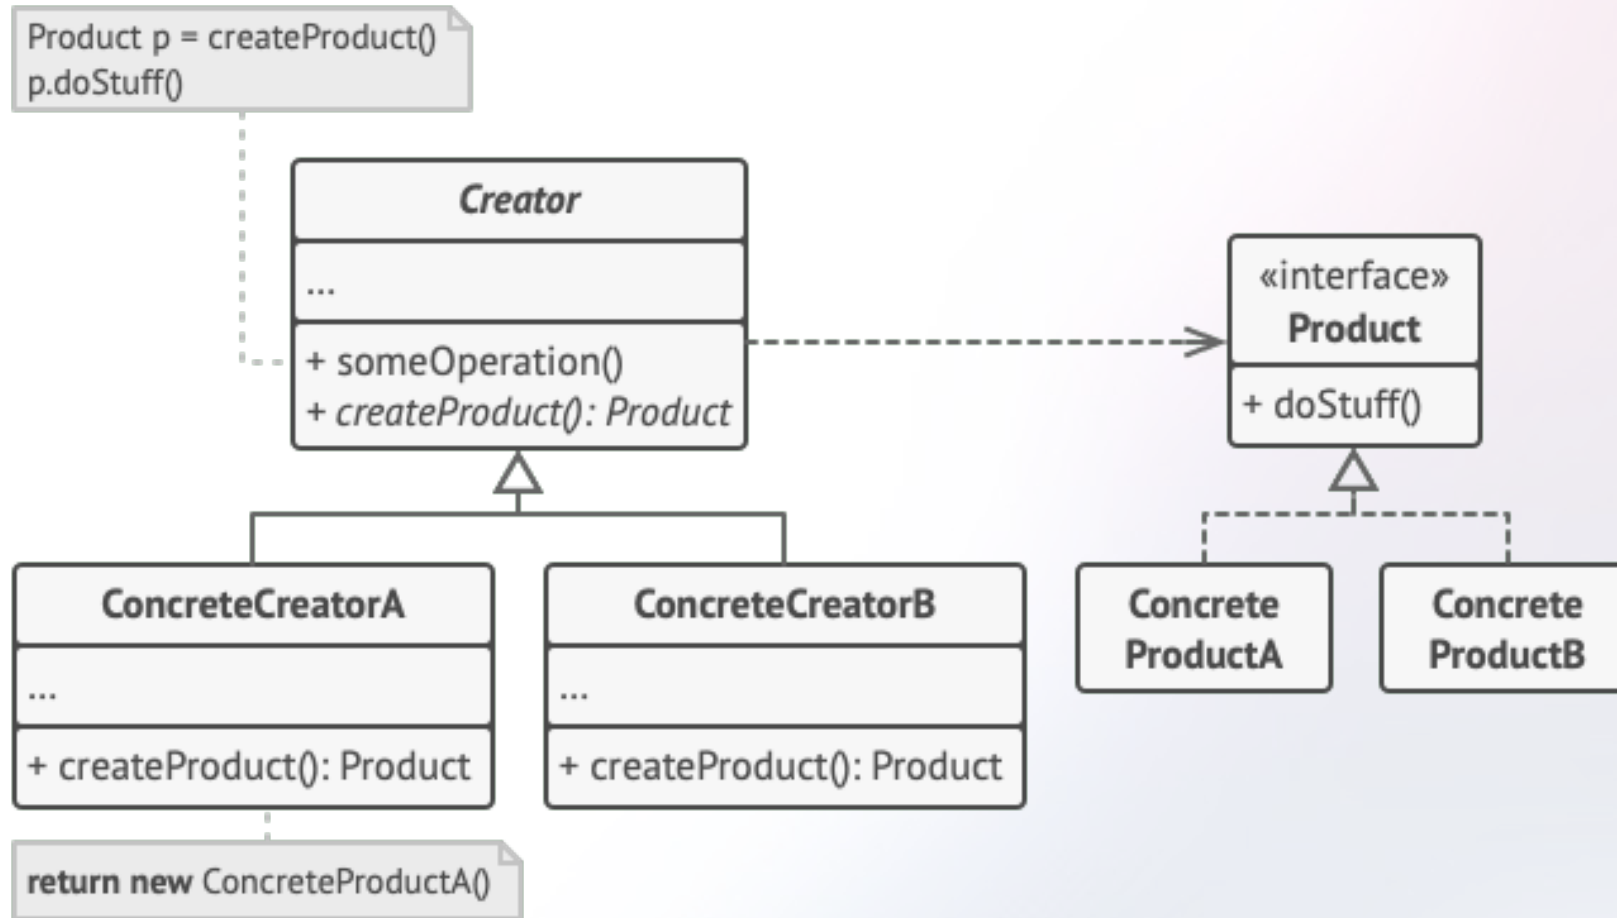 Product p = createProduct()
p.doStuff()
Creator
...
+ someOperation()
+ createProduct(): Product
«interface»
Product
+ doStuff()
ConcreteCreatorA
...
+ createProduct(): Product
ConcreteCreatorB
...
+ createProduct(): Product
Concrete
ProductA
Concrete
ProductB
return new ConcreteProductA()